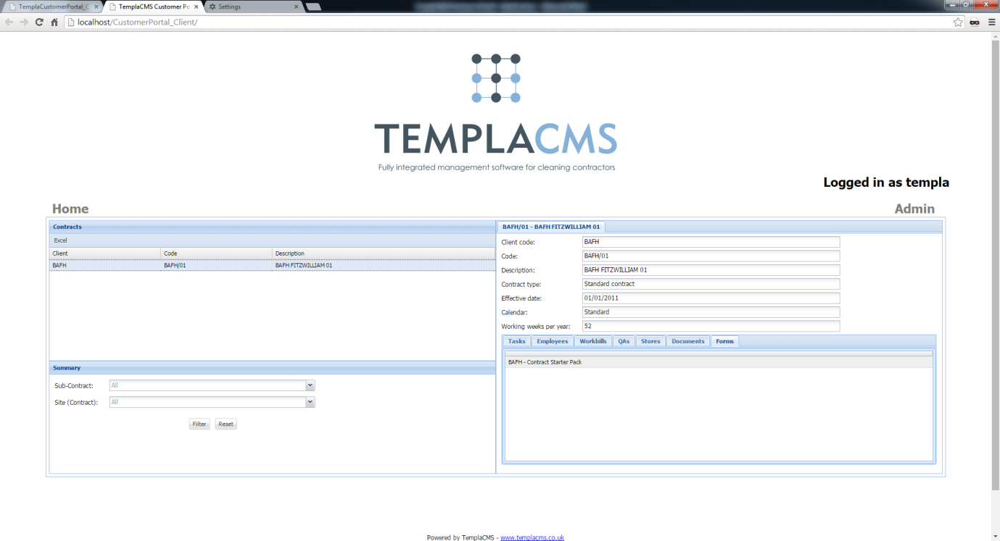 TemplaCustomerPortal_C
TemplaCMS Customer Po
Settings
localhost/CustomerPortal_Client/
TEMPLACMS
Fully integrated management software for cleaning contractors
Logged in as templa
Home
Admin
Contracts
Excel
Client Code Description
BAFH BAFH/01 BAFH FITZWILLIAM 01
Summary
Sub-Contract: All
Site (Contract): All
Filter Reset
BAFH/01 - BAFH FITZWILLIAM 01
Client code: BAFH
Code: BAFH/01
Description: BAFH FITZWILLIAM 01
Contract type: Standard contract
Effective date: 01/01/2011
Calendar: Standard
Working weeks per year: 52
Tasks Employees Workbills QAs Stores Documents Forms
BAFH - Contract Starter Pack
Powered by TemplaCMS - www.templacms.co.uk